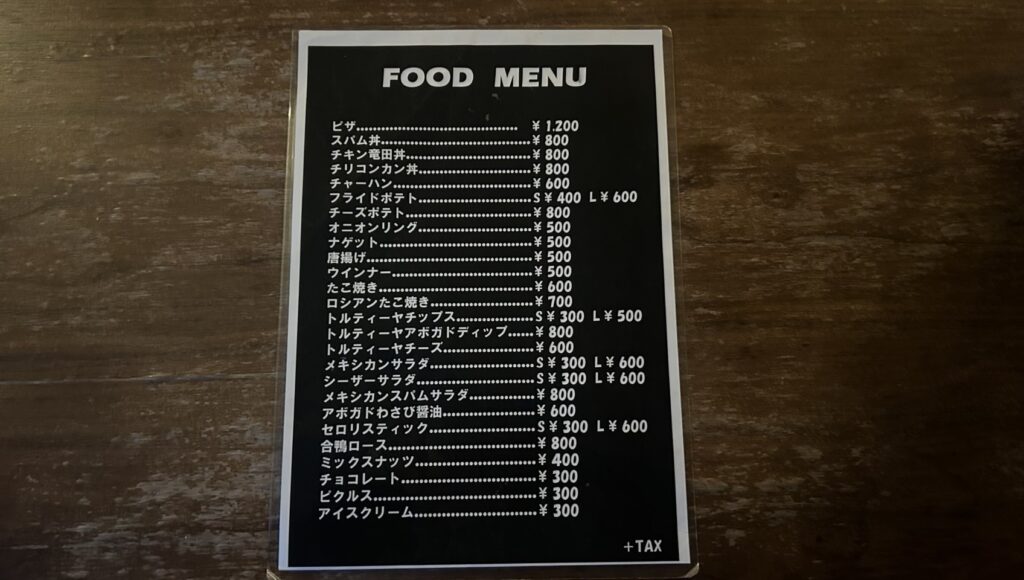 FOOD MENU
ピザ.......................................... ¥ 1.200
スパム丼.......................................¥ 800
チキン竜田丼.................................¥ 800
チリコンカン丼..............................¥ 800
チャーハン....................................¥ 600
フライドポテト..............................S ¥ 400 L ¥ 600
チーズポテト.................................¥ 800
オニオンリング..............................¥ 500
ナゲット.......................................¥ 500
唐揚げ..........................................¥ 500
ウインナー....................................¥ 500
たこ焼き.......................................¥ 600
ロシアンたこ焼き...........................¥ 700
トルティーヤチップス.....................S ¥ 300 L ¥ 500
トルティーヤアボガドディップ......¥ 800
トルティーヤチーズ........................¥ 600
メキシカンサラダ...........................S ¥ 300 L ¥ 600
シーザーサラダ..............................S ¥ 300 L ¥ 600
メキシカンスパムサラダ..................¥ 800
アボガドわさび醤油........................¥ 600
セロリスティック...........................S ¥ 300 L ¥ 600
合鴨ロース....................................¥ 800
ミックスナッツ..............................¥ 400
チョコレート.................................¥ 300
ピクルス.......................................¥ 300
アイスクリーム..............................¥ 300
+TAX